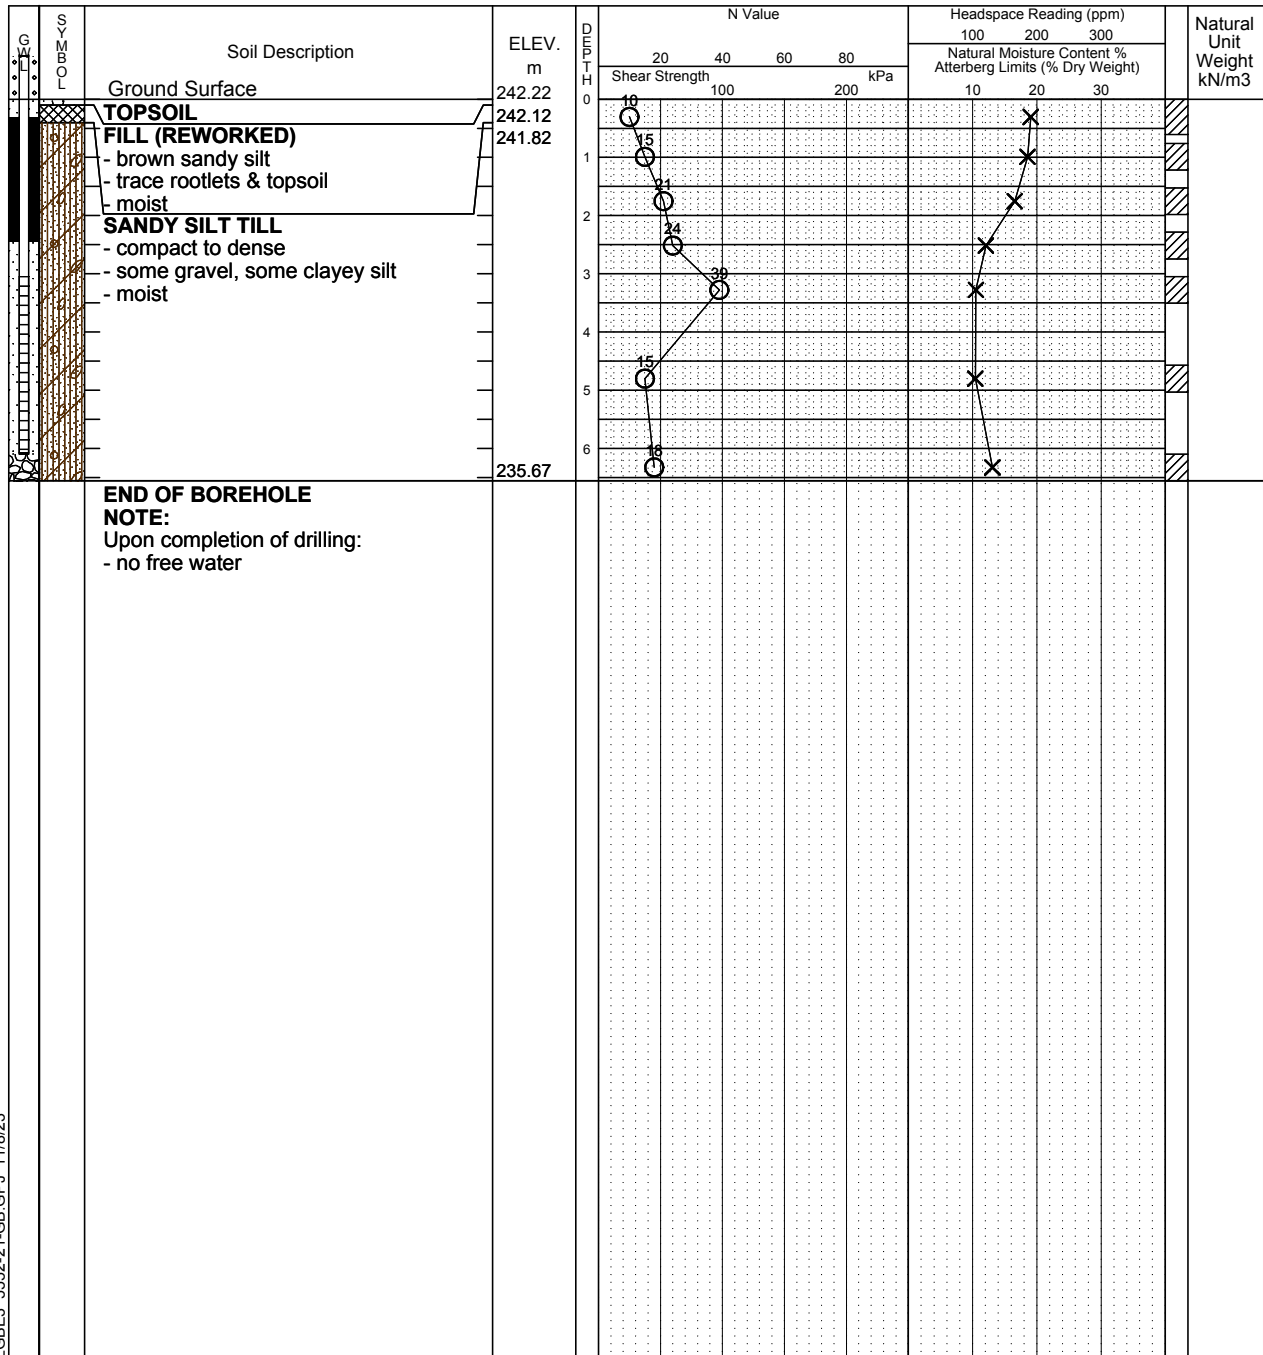 GWL
SYMBOL
Soil Description
ELEV.
m
DEPTH
N Value
20 40 60 80
Shear Strength kPa
100 200
Headspace Reading (ppm)
100 200 300
Natural Moisture Content %
Atterberg Limits (% Dry Weight)
10 20 30
Natural
Unit
Weight
kN/m3
Ground Surface 242.22
0
TOPSOIL 242.12
10
FILL (REWORKED) 241.82
15
- brown sandy silt
1
- trace rootlets & topsoil
21
- moist
2
SANDY SILT TILL
24
- compact to dense
- some gravel, some clayey silt
3
39
- moist
4
15
5
6
18
235.67
END OF BOREHOLE
NOTE:
Upon completion of drilling:
- no free water